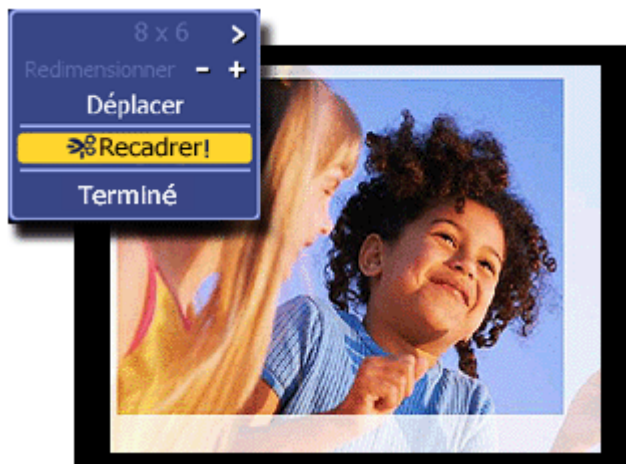 8 x 6 >
Redimensionner - +
Déplacer
Recadrer!
Terminé